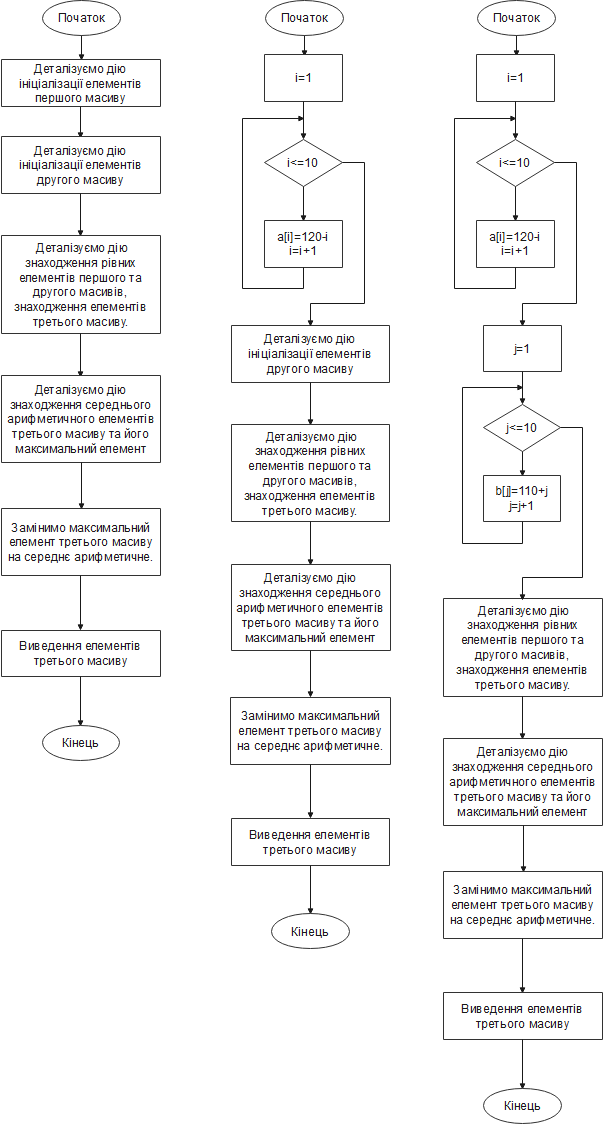 Початок
Деталізуємо дію
ініціалізації елементів
першого масиву
Деталізуємо дію
ініціалізації елементів
другого масиву
Деталізуємо дію
знаходження рівних
елементів першого та
другого масивів,
знаходження елементів
третього масиву.
Деталізуємо дію
знаходження середнього
арифметичного елементів
третього масиву та його
максимальний елемент
Замінимо максимальний
елемент третього масиву
на середнє арифметичне.
Виведення елементів
третього масиву
Кінець
Початок
i=1
i<=10
a[i]=120-i
i=i+1
Деталізуємо дію
ініціалізації елементів
другого масиву
Деталізуємо дію
знаходження рівних
елементів першого та
другого масивів,
знаходження елементів
третього масиву.
Деталізуємо дію
знаходження середнього
арифметичного елементів
третього масиву та його
максимальний елемент
Замінимо максимальний
елемент третього масиву
на середнє арифметичне.
Виведення елементів
третього масиву
Кінець
Початок
i=1
i<=10
a[i]=120-i
i=i+1
j=1
j<=10
b[j]=110+j
j=j+1
Деталізуємо дію
знаходження рівних
елементів першого та
другого масивів,
знаходження елементів
третього масиву.
Деталізуємо дію
знаходження середнього
арифметичного елементів
третього масиву та його
максимальний елемент
Замінимо максимальний
елемент третього масиву
на середнє арифметичне.
Виведення елементів
третього масиву
Кінець